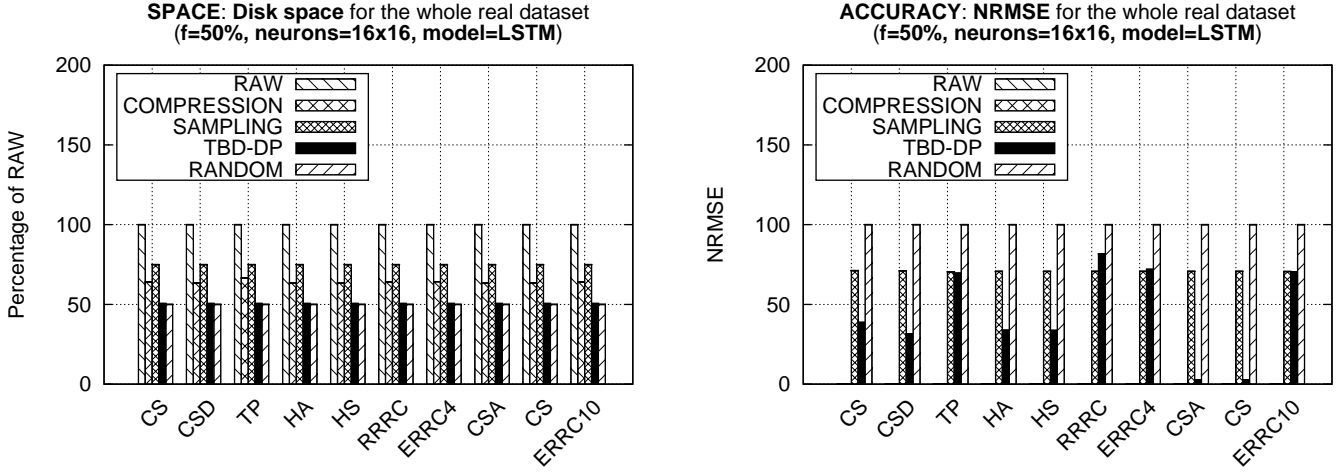 SPACE: Disk space for the whole real dataset
(f=50%, neurons=16x16, model=LSTM)
Percentage of RAW
200
150
100
50
0
RAW
COMPRESSION
SAMPLING
TBD-DP
RANDOM
CS
CSD
TP
HA
HS
RRRC
ERRC4
CSA
CS
ERRC10
ACCURACY: NRMSE for the whole real dataset
(f=50%, neurons=16x16, model=LSTM)
NRMSE
200
150
100
50
0
RAW
COMPRESSION
SAMPLING
TBD-DP
RANDOM
CS
CSD
TP
HA
HS
RRRC
ERRC4
CSA
CS
ERRC10